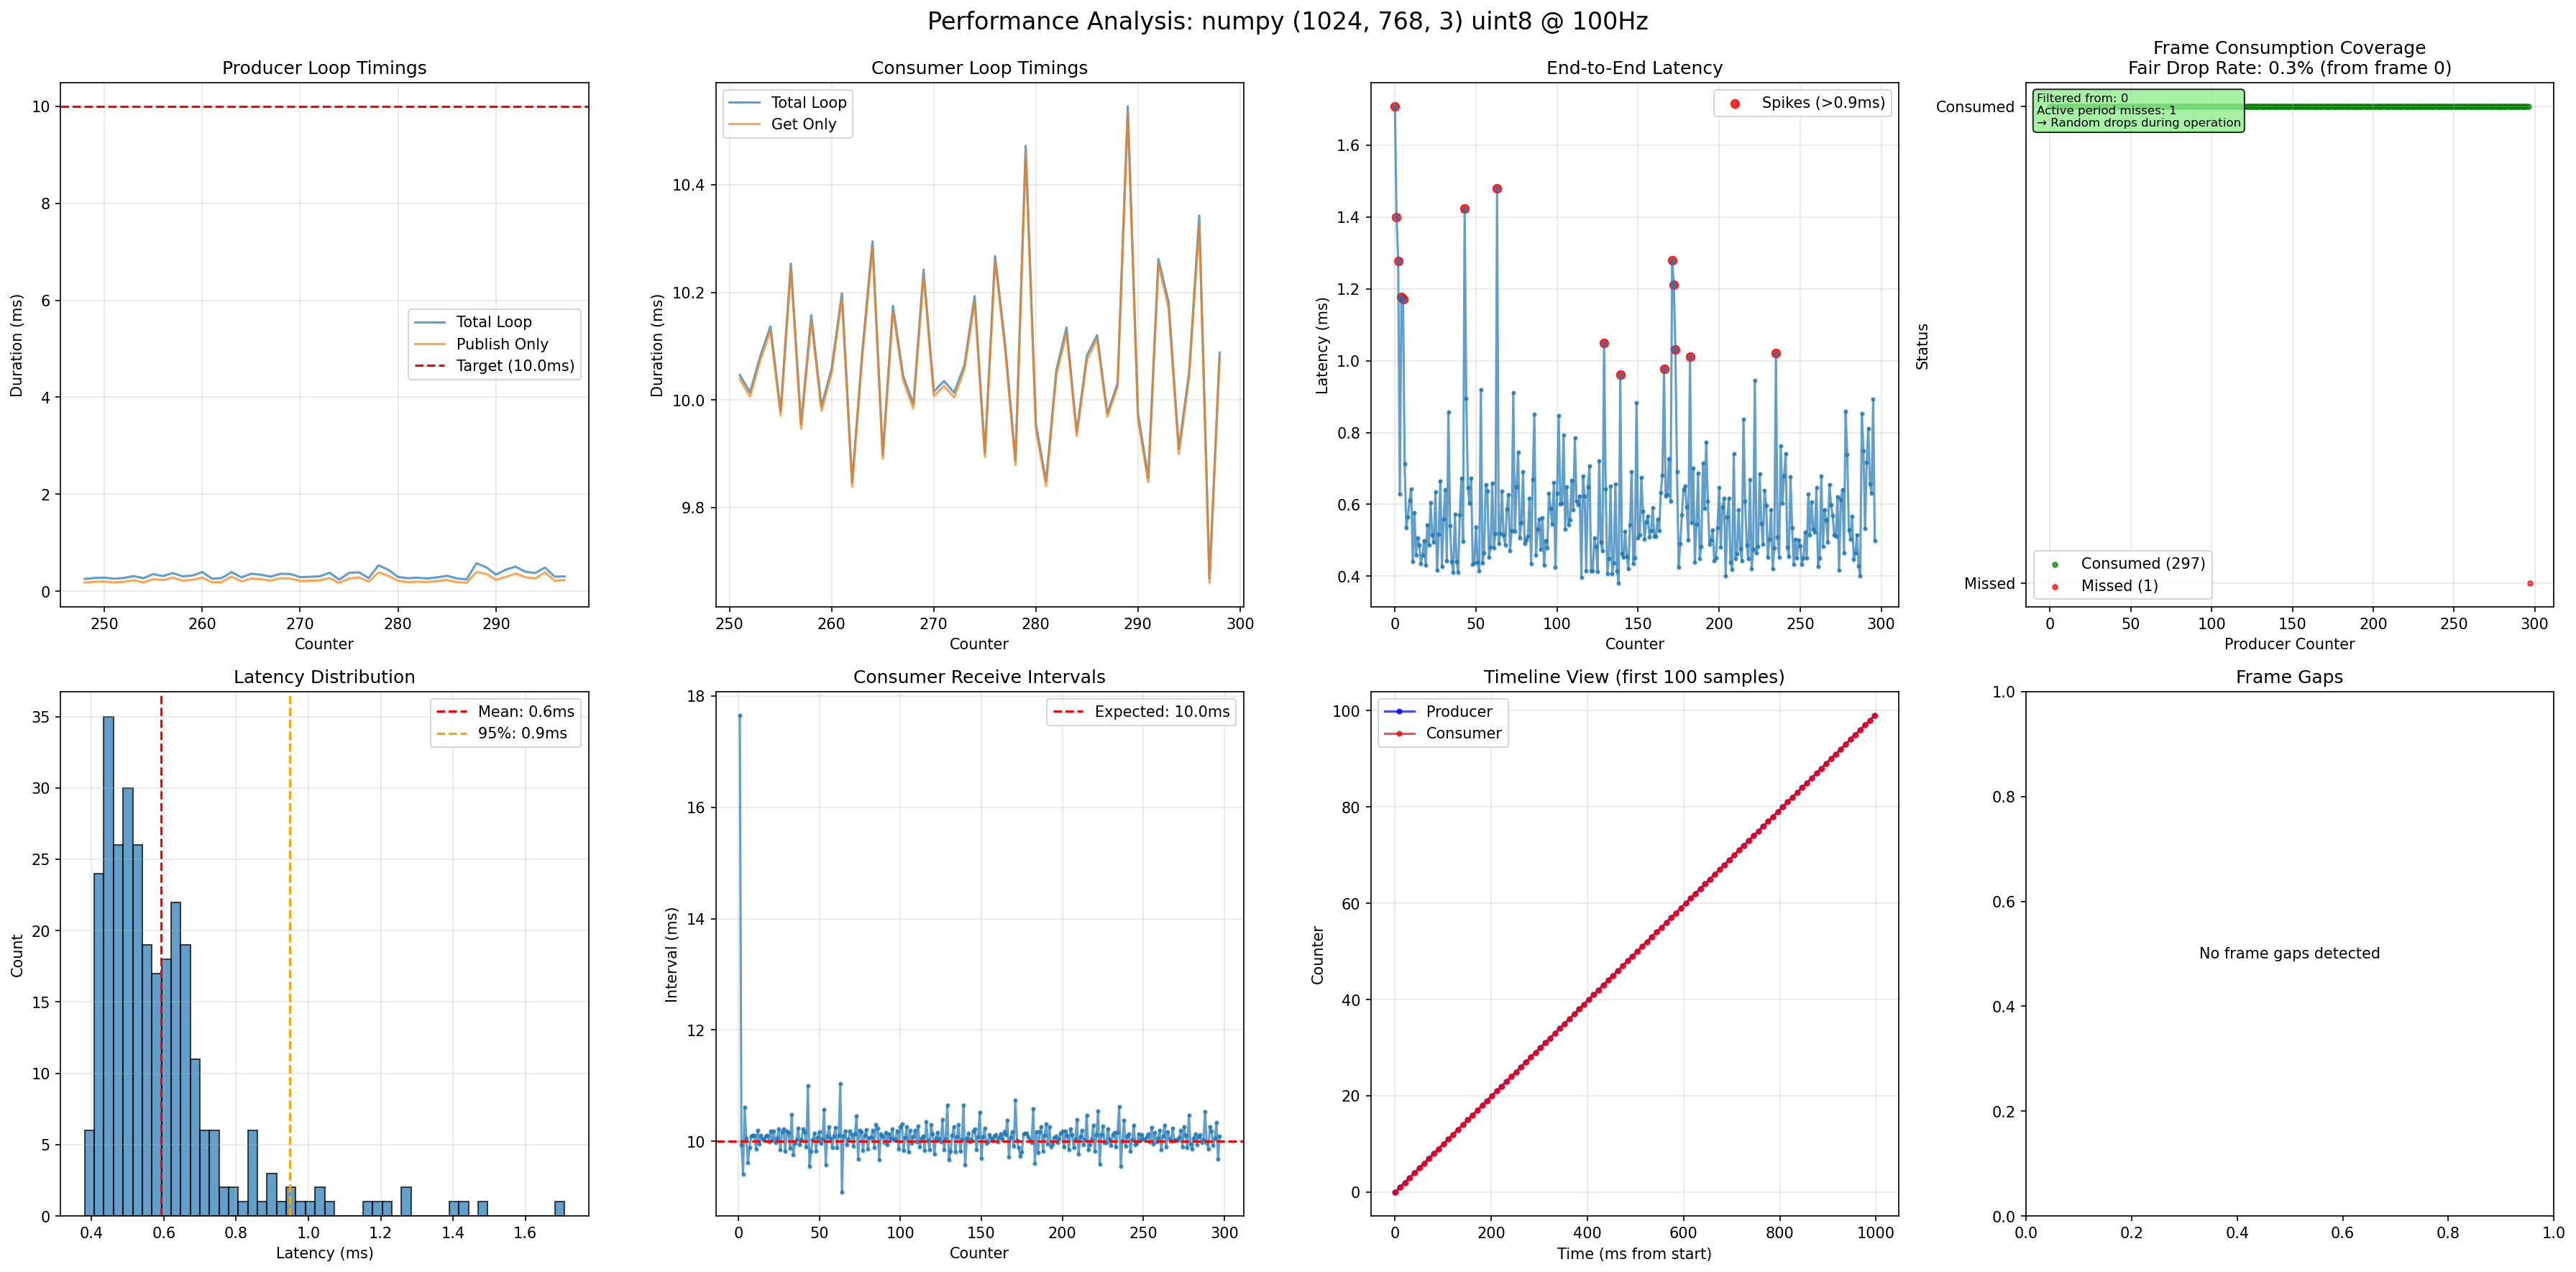 Performance Analysis: numpy (1024, 768, 3) uint8 @ 100Hz
Producer Loop Timings
10
8
6
4
2
0
Duration (ms)
Total Loop
Publish Only
Target (10.0ms)
250
260
270
280
290
Counter
Consumer Loop Timings
Total Loop
Get Only
10.4
10.2
10.0
9.8
Duration (ms)
250
260
270
280
290
300
Counter
End-to-End Latency
Spikes (>0.9ms)
1.6
1.4
1.2
1.0
0.8
0.6
0.4
Latency (ms)
0
50
100
150
200
250
300
Counter
Frame Consumption Coverage
Fair Drop Rate: 0.3% (from frame 0)
Filtered from: 0
Active period misses: 1
→ Random drops during operation
Consumed
Missed
Status
Consumed (297)
Missed (1)
0
50
100
150
200
250
300
Producer Counter
Latency Distribution
Mean: 0.6ms
95%: 0.9ms
35
30
25
20
15
10
5
0
Count
0.4
0.6
0.8
1.0
1.2
1.4
1.6
Latency (ms)
Consumer Receive Intervals
Expected: 10.0ms
18
16
14
12
10
Interval (ms)
0
50
100
150
200
250
300
Counter
Timeline View (first 100 samples)
Producer
Consumer
100
80
60
40
20
0
Counter
0
200
400
600
800
1000
Time (ms from start)
Frame Gaps
1.0
0.8
0.6
0.4
0.2
0.0
No frame gaps detected
0.0
0.2
0.4
0.6
0.8
1.0